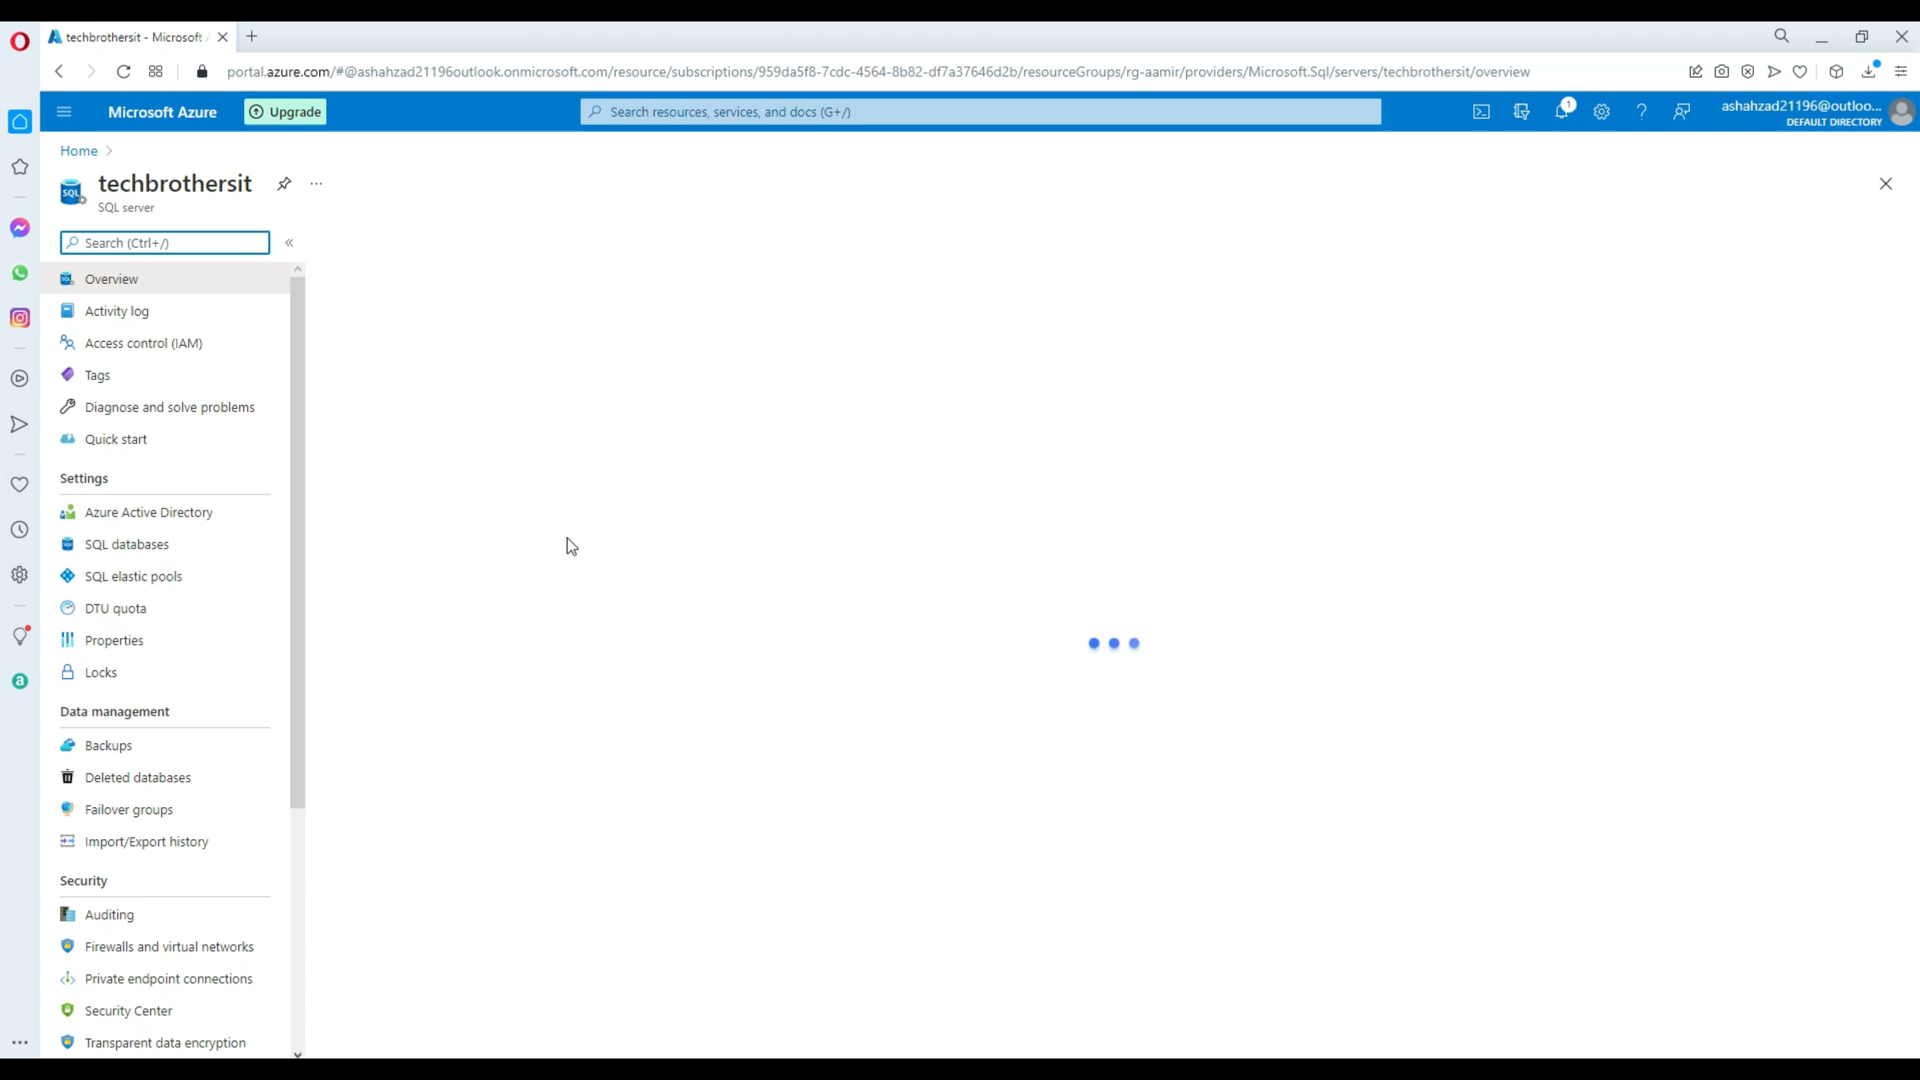 techbrothersit - Microsoft
portal.azure.com/#@ashahzad21196outlook.onmicrosoft.com/resource/subscriptions/959da5f8-7cdc-4564-8b82-df7a37646d2b/resourceGroups/rg-aamir/providers/Microsoft.Sql/servers/techbrothersit/overview
Microsoft Azure
Upgrade
Search resources, services, and docs (G+/)
1
ashahzad21196@outloo...
DEFAULT DIRECTORY
Home
techbrothersit
SQL server
SQL
Search (Ctrl+/)
Overview
Activity log
Access control (IAM)
Tags
Diagnose and solve problems
Quick start
Settings
Azure Active Directory
SQL databases
SQL elastic pools
DTU quota
Properties
Locks
Data management
Backups
Deleted databases
Failover groups
Import/Export history
Security
Auditing
Firewalls and virtual networks
Private endpoint connections
Security Center
Transparent data encryption